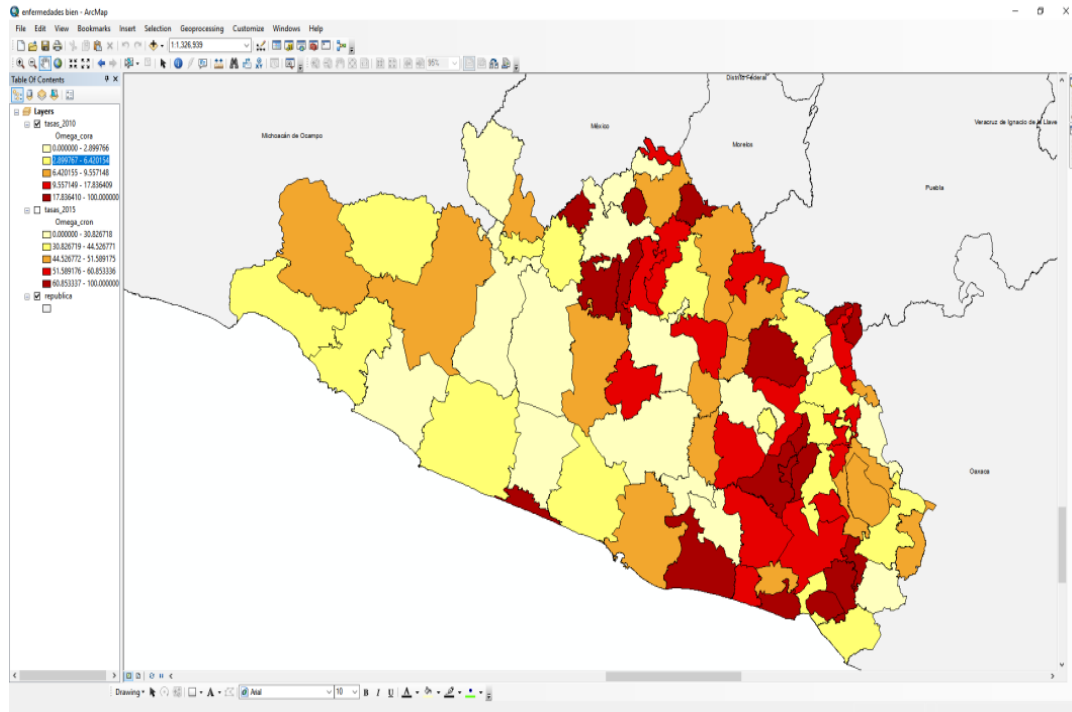 enfermedades bien - ArcMap
File Edit View Bookmarks Insert Selection Geoprocessing Customize Windows Help
1:1,326,939
96%
Table Of Contents
Layers
tasas_2010
Omega_cora
0.000000 - 2.899766
2.899767 - 6.420154
6.420155 - 9.557148
9.557149 - 17.836409
17.836410 - 100.000000
tasas_2015
Omega_cron
0.000000 - 30.826718
30.826719 - 44.526771
44.526772 - 51.589175
51.589176 - 60.853336
60.853337 - 100.000000
republica
Distrito Federal
Michoacán de Ocampo
México
Morelos
Veracruz de Ignacio de la Llave
Puebla
Oaxaca
Drawing
Arial
10
B I U A